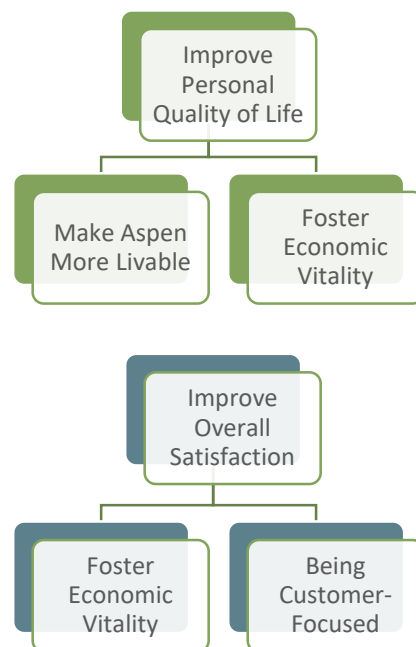 Improve
Personal
Quality of Life
Make Aspen
More Livable
Foster
Economic
Vitality
Improve
Overall
Satisfaction
Foster
Economic
Vitality
Being
Customer-
Focused